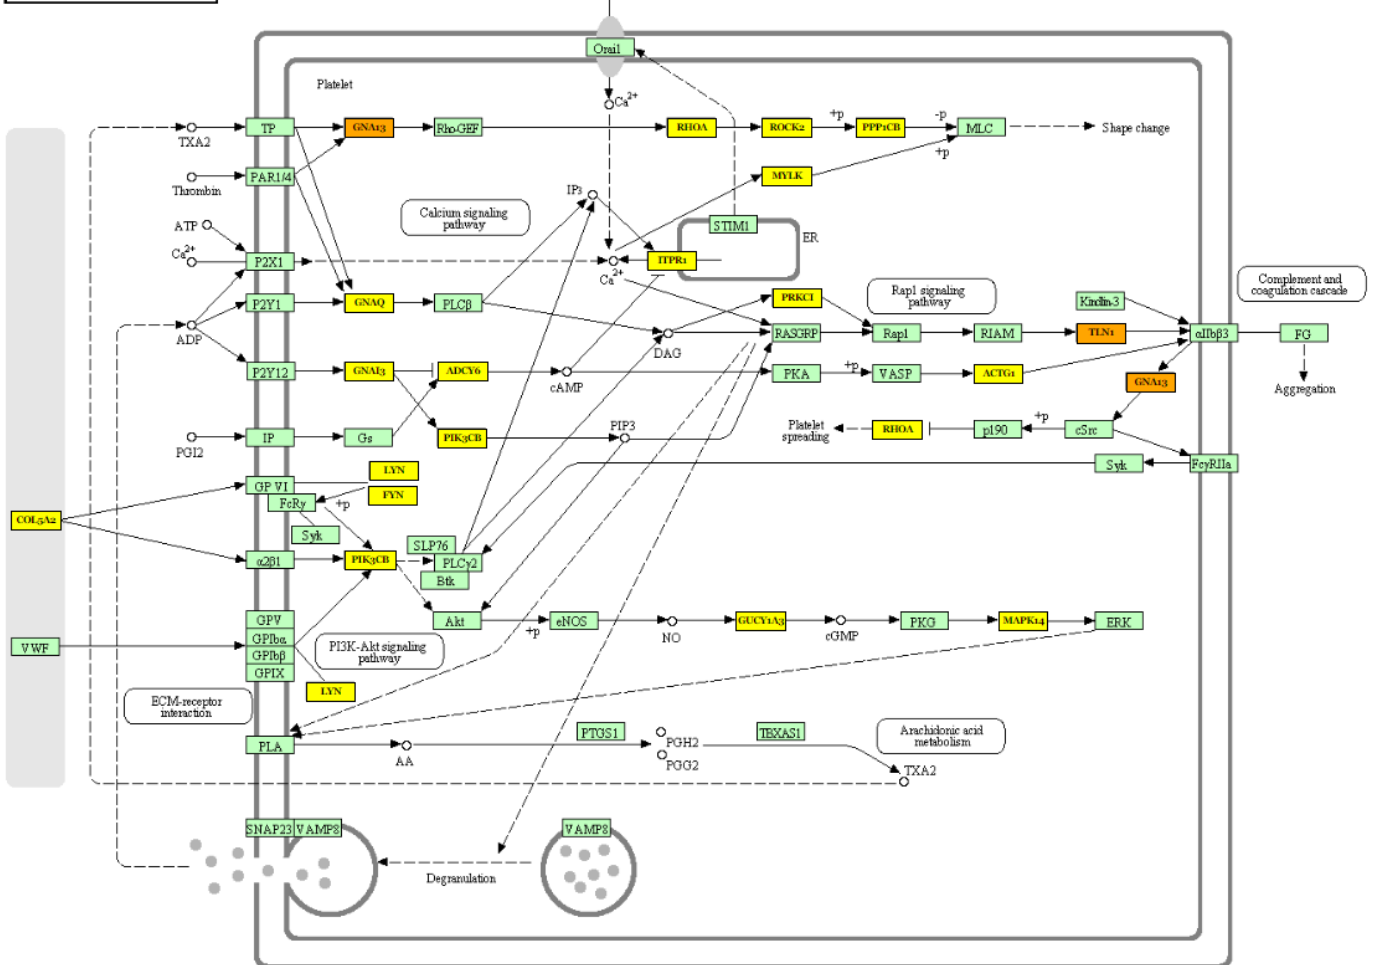 Orai1
Platelet
Ca2+
TXA2
TP
GNA13
Rho-GEF
RHOA
ROCK2
+p
PPP1CB
-p
MLC
Shape change
+p
Thrombin
PAR1/4
MYLK
IP3
Calcium signaling
pathway
STIM1
ER
ATP
Ca2+
P2X1
Ca2+
ITPR1
Complement and
coagulation cascade
P2Y1
GNAQ
PLCβ
PRKCI
Rap1 signaling
pathway
Kindlin-3
ADP
DAG
RASGRP
Rap1
RIAM
TLN1
αIIbβ3
FG
P2Y12
GNAI3
ADCY6
cAMP
PKA
+p
VASP
ACTG1
GNA13
Aggregation
PGI2
IP
Gs
PIK3CB
PIP3
Platelet
spreading
RHOA
p190
+p
cSrc
LYN
Syk
FcγRIIa
GP VI
FYN
FcRγ
+p
COL5A2
Syk
SLP76
α2β1
PIK3CB
PLCγ2
Btk
GPV
Akt
+p
eNOS
NO
GUCY1A3
cGMP
PKG
MAPK14
ERK
VWF
GPIbα
GPIbβ
GPIX
PI3K-Akt signaling
pathway
LYN
ECM-receptor
interaction
PLA
AA
PTGS1
PGH2
PGG2
TBXAS1
Arachidonic acid
metabolism
TXA2
SNAP23
VAMP8
VAMP8
Degranulation